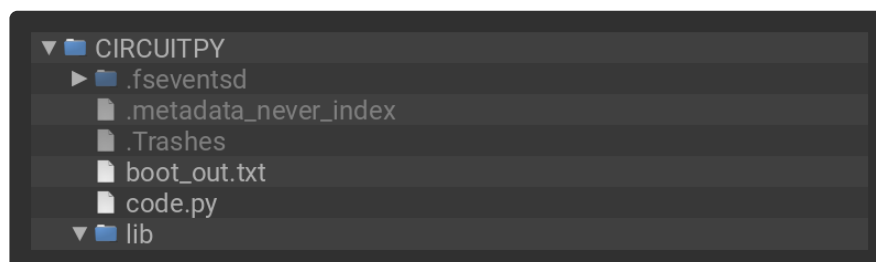 CIRCUITPY
.fseventsd
.metadata_never_index
.Trashes
boot_out.txt
code.py
lib